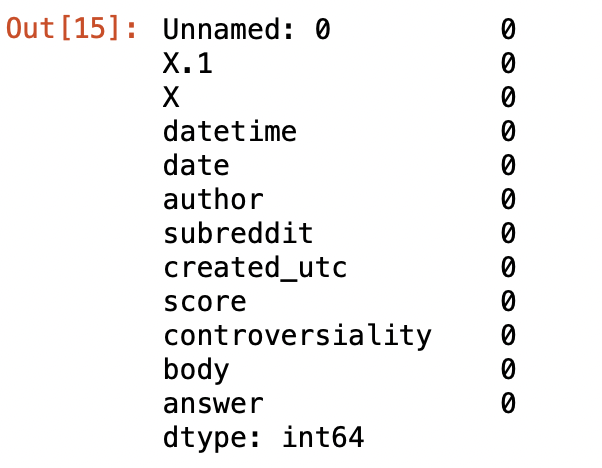 Out[15]: Unnamed: 0 0
X.1 0
X 0
datetime 0
date 0
author 0
subreddit 0
created_utc 0
score 0
controversiality 0
body 0
answer 0
dtype: int64